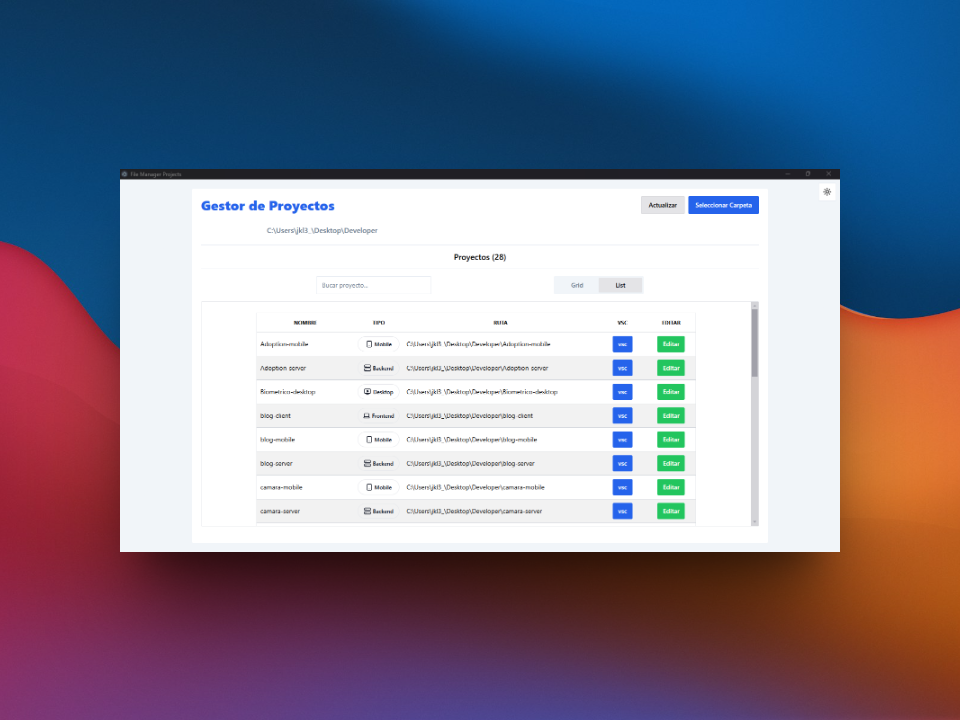 File Manager Projects
Gestor de Proyectos
Actualizar
Seleccionar Carpeta
C:\Users\jkl3_\Desktop\Developer
Proyectos (28)
Bucar proyecto...
Grid
List
NOMBRE TIPO RUTA VSC EDITAR
Adoption-mobile Mobile C:\Users\jkl3_\Desktop\Developer\Adoption-mobile vsc Editar
Adoption-server Backend C:\Users\jkl3_\Desktop\Developer\Adoption-server vsc Editar
Biometrico-desktop Desktop C:\Users\jkl3_\Desktop\Developer\Biometrico-desktop vsc Editar
blog-client Frontend C:\Users\jkl3_\Desktop\Developer\blog-client vsc Editar
blog-mobile Mobile C:\Users\jkl3_\Desktop\Developer\blog-mobile vsc Editar
blog-server Backend C:\Users\jkl3_\Desktop\Developer\blog-server vsc Editar
camara-mobile Mobile C:\Users\jkl3_\Desktop\Developer\camara-mobile vsc Editar
camara-server Backend C:\Users\jkl3_\Desktop\Developer\camara-server vsc Editar